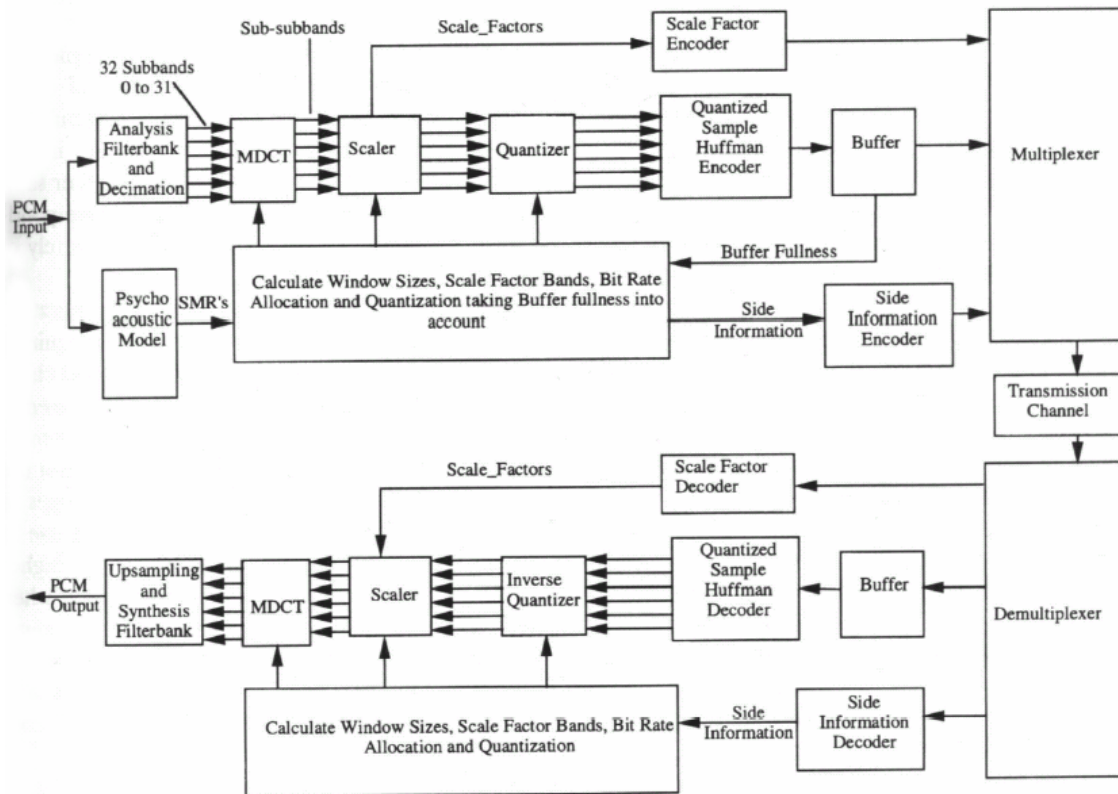 Sub-subbands
Scale_Factors
Scale Factor
Encoder
32 Subbands
0 to 31
Analysis
Filterbank
and
Decimation
MDCT
Scaler
Quantizer
Quantized
Sample
Huffman
Encoder
Buffer
Multiplexer
PCM
Input
Buffer Fullness
Psycho
acoustic
Model
SMR's
Calculate Window Sizes, Scale Factor Bands, Bit Rate
Allocation and Quantization taking Buffer fullness into
account
Side
Information
Side
Information
Encoder
Transmission
Channel
Scale_Factors
Scale Factor
Decoder
PCM
Output
Upsampling
and
Synthesis
Filterbank
MDCT
Scaler
Inverse
Quantizer
Quantized
Sample
Huffman
Decoder
Buffer
Demultiplexer
Calculate Window Sizes, Scale Factor Bands, Bit Rate
Allocation and Quantization
Side
Information
Side
Information
Decoder